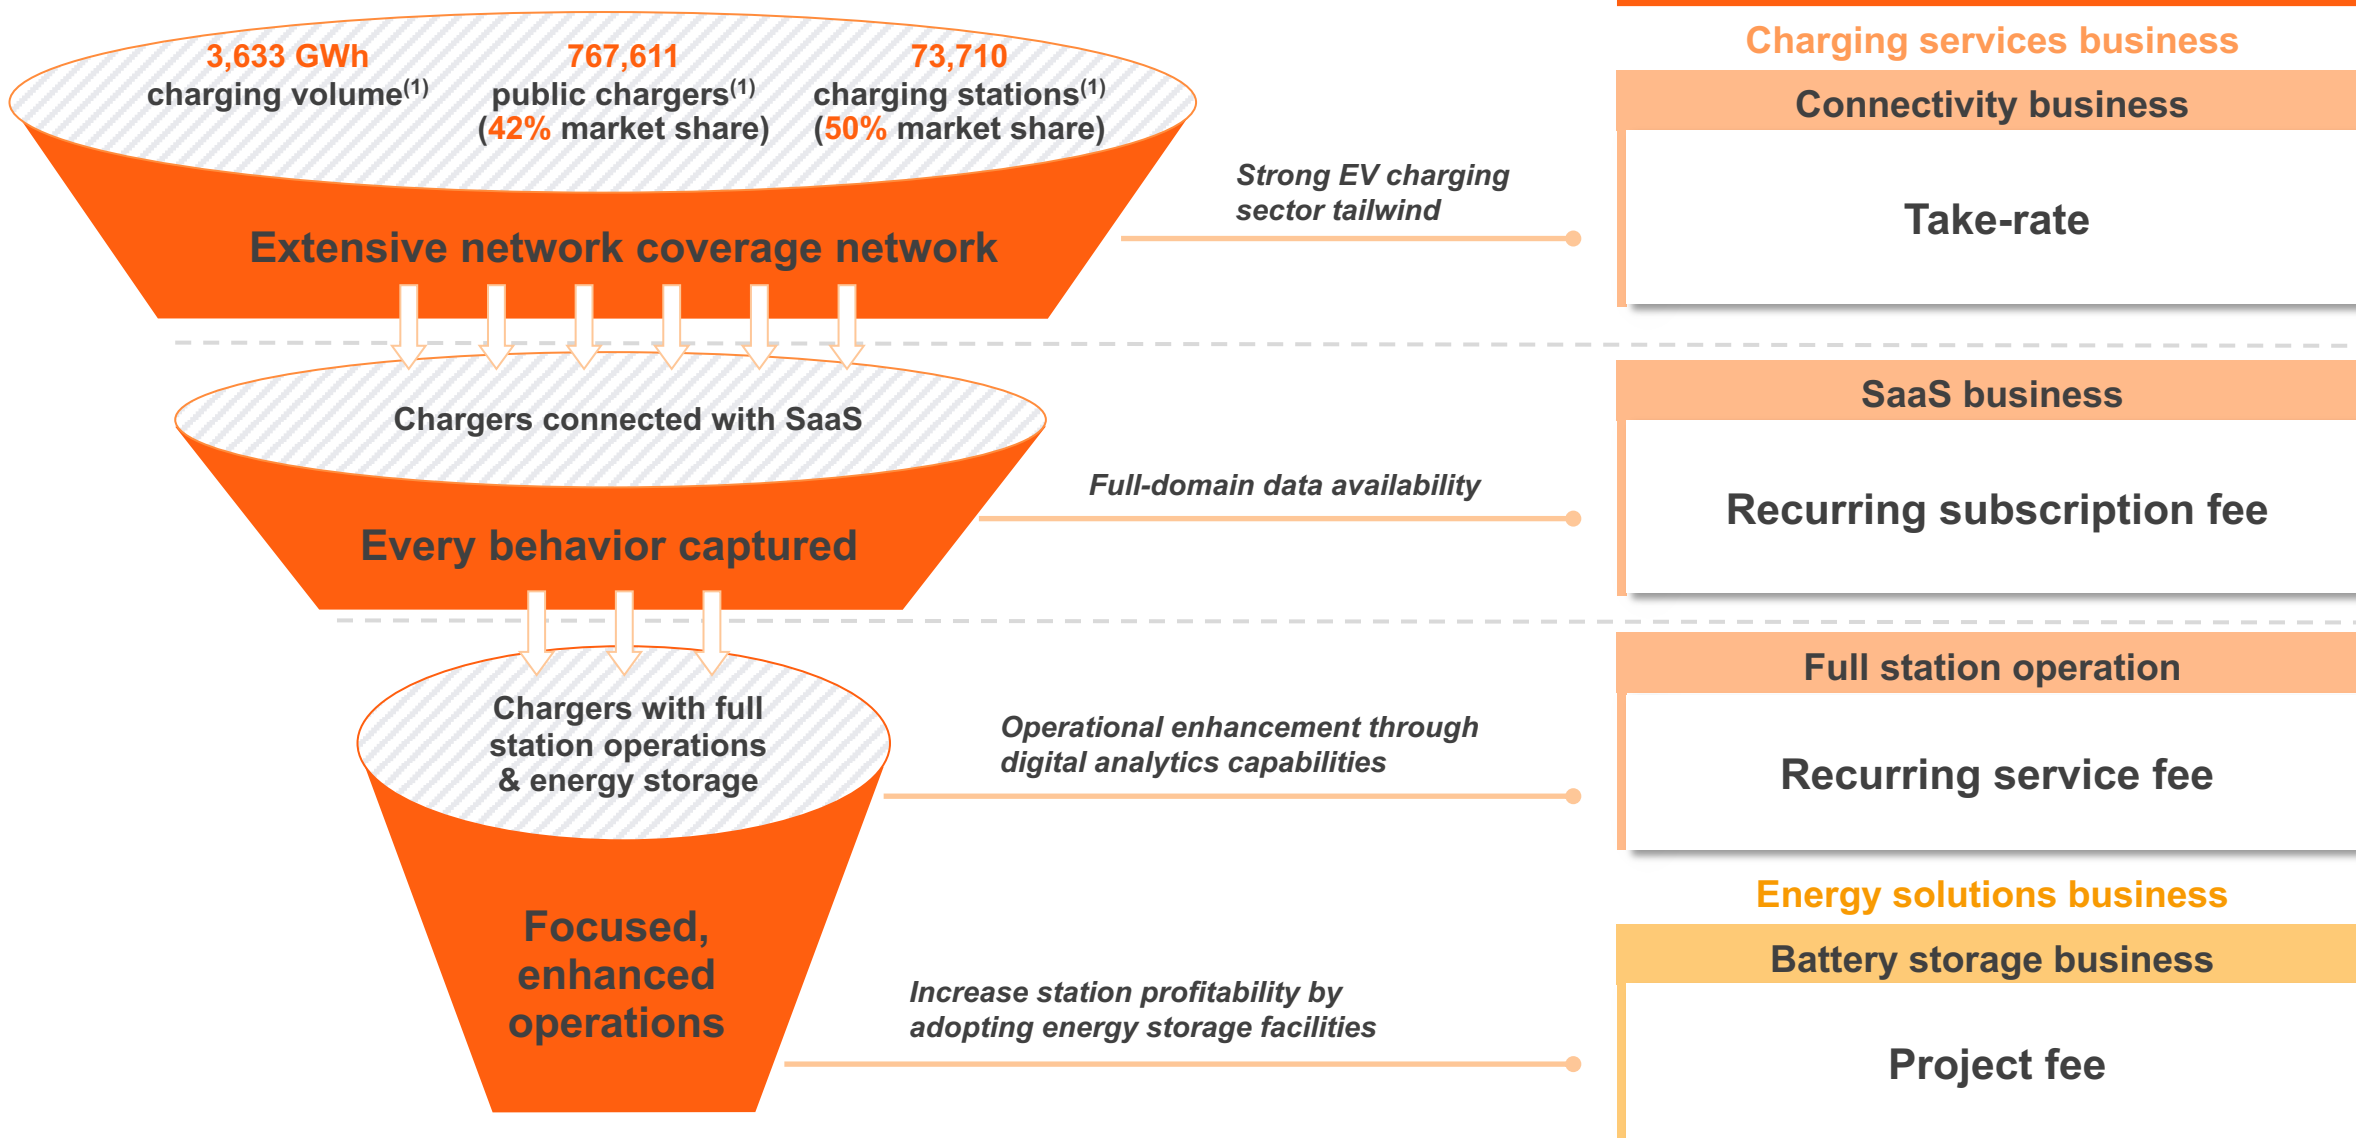 3,633 GWh
charging volume(1)
767,611
public chargers(1)
(42% market share)
73,710
charging stations(1)
(50% market share)
Extensive network coverage network
Strong EV charging
sector tailwind
Charging services business
Connectivity business
Take-rate
Chargers connected with SaaS
Every behavior captured
Full-domain data availability
SaaS business
Recurring subscription fee
Chargers with full
station operations
& energy storage
Focused,
enhanced
operations
Operational enhancement through
digital analytics capabilities
Full station operation
Recurring service fee
Increase station profitability by
adopting energy storage facilities
Energy solutions business
Battery storage business
Project fee